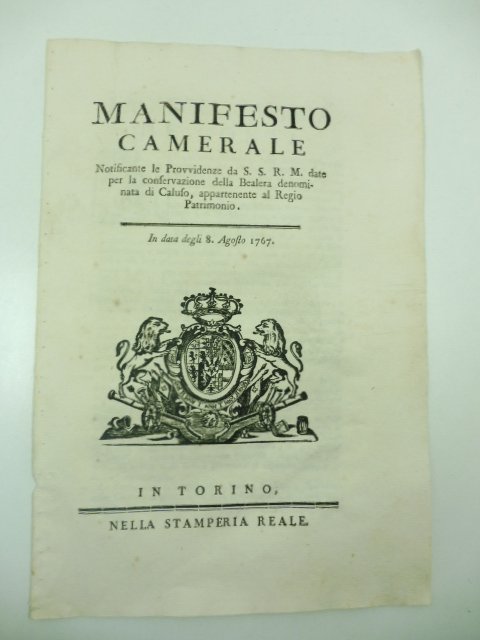 MANIFESTO
CAMERALE
Notificante le Provvidenze da S. S. R. M. date
per la conſervazione della Bealera denomi-
nata di Caluſo, appartenente al Regio
Patrimonio.
In data degli 8. Agoſto 1767.
IN TORINO,
NELLA STAMPERIA REALE.